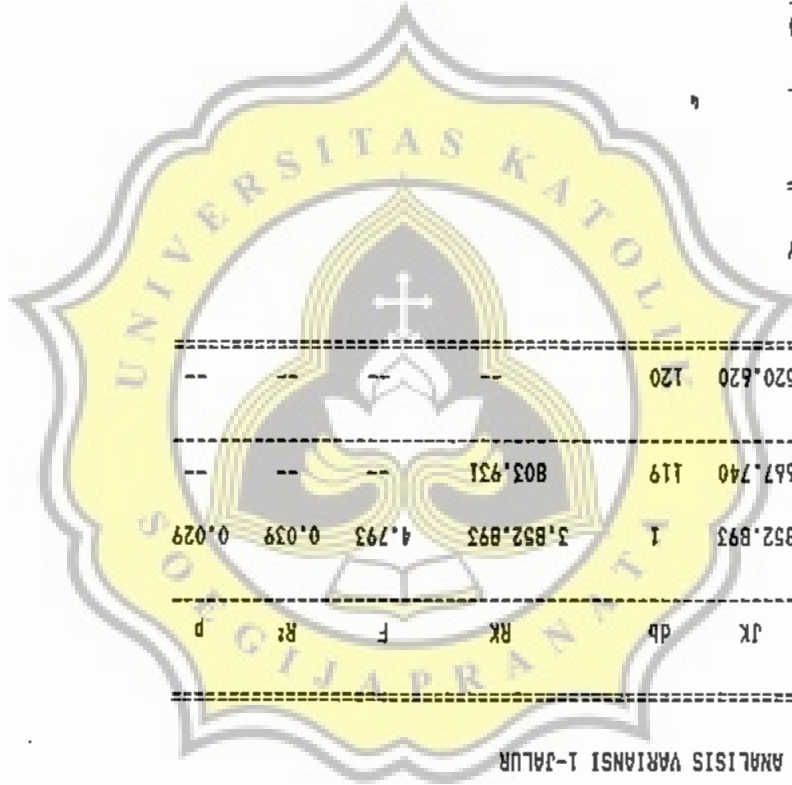 ANALISIS VARIANSI 1-JALUR
JK db RK F R² p
852.893 1 3,852.893 4.793 0.039 0.029
667.740 119 803.931 -- -- --
520.620 120 -- -- -- --
UNIVERSITAS KATOLIK
SOEGIJAPRANATA